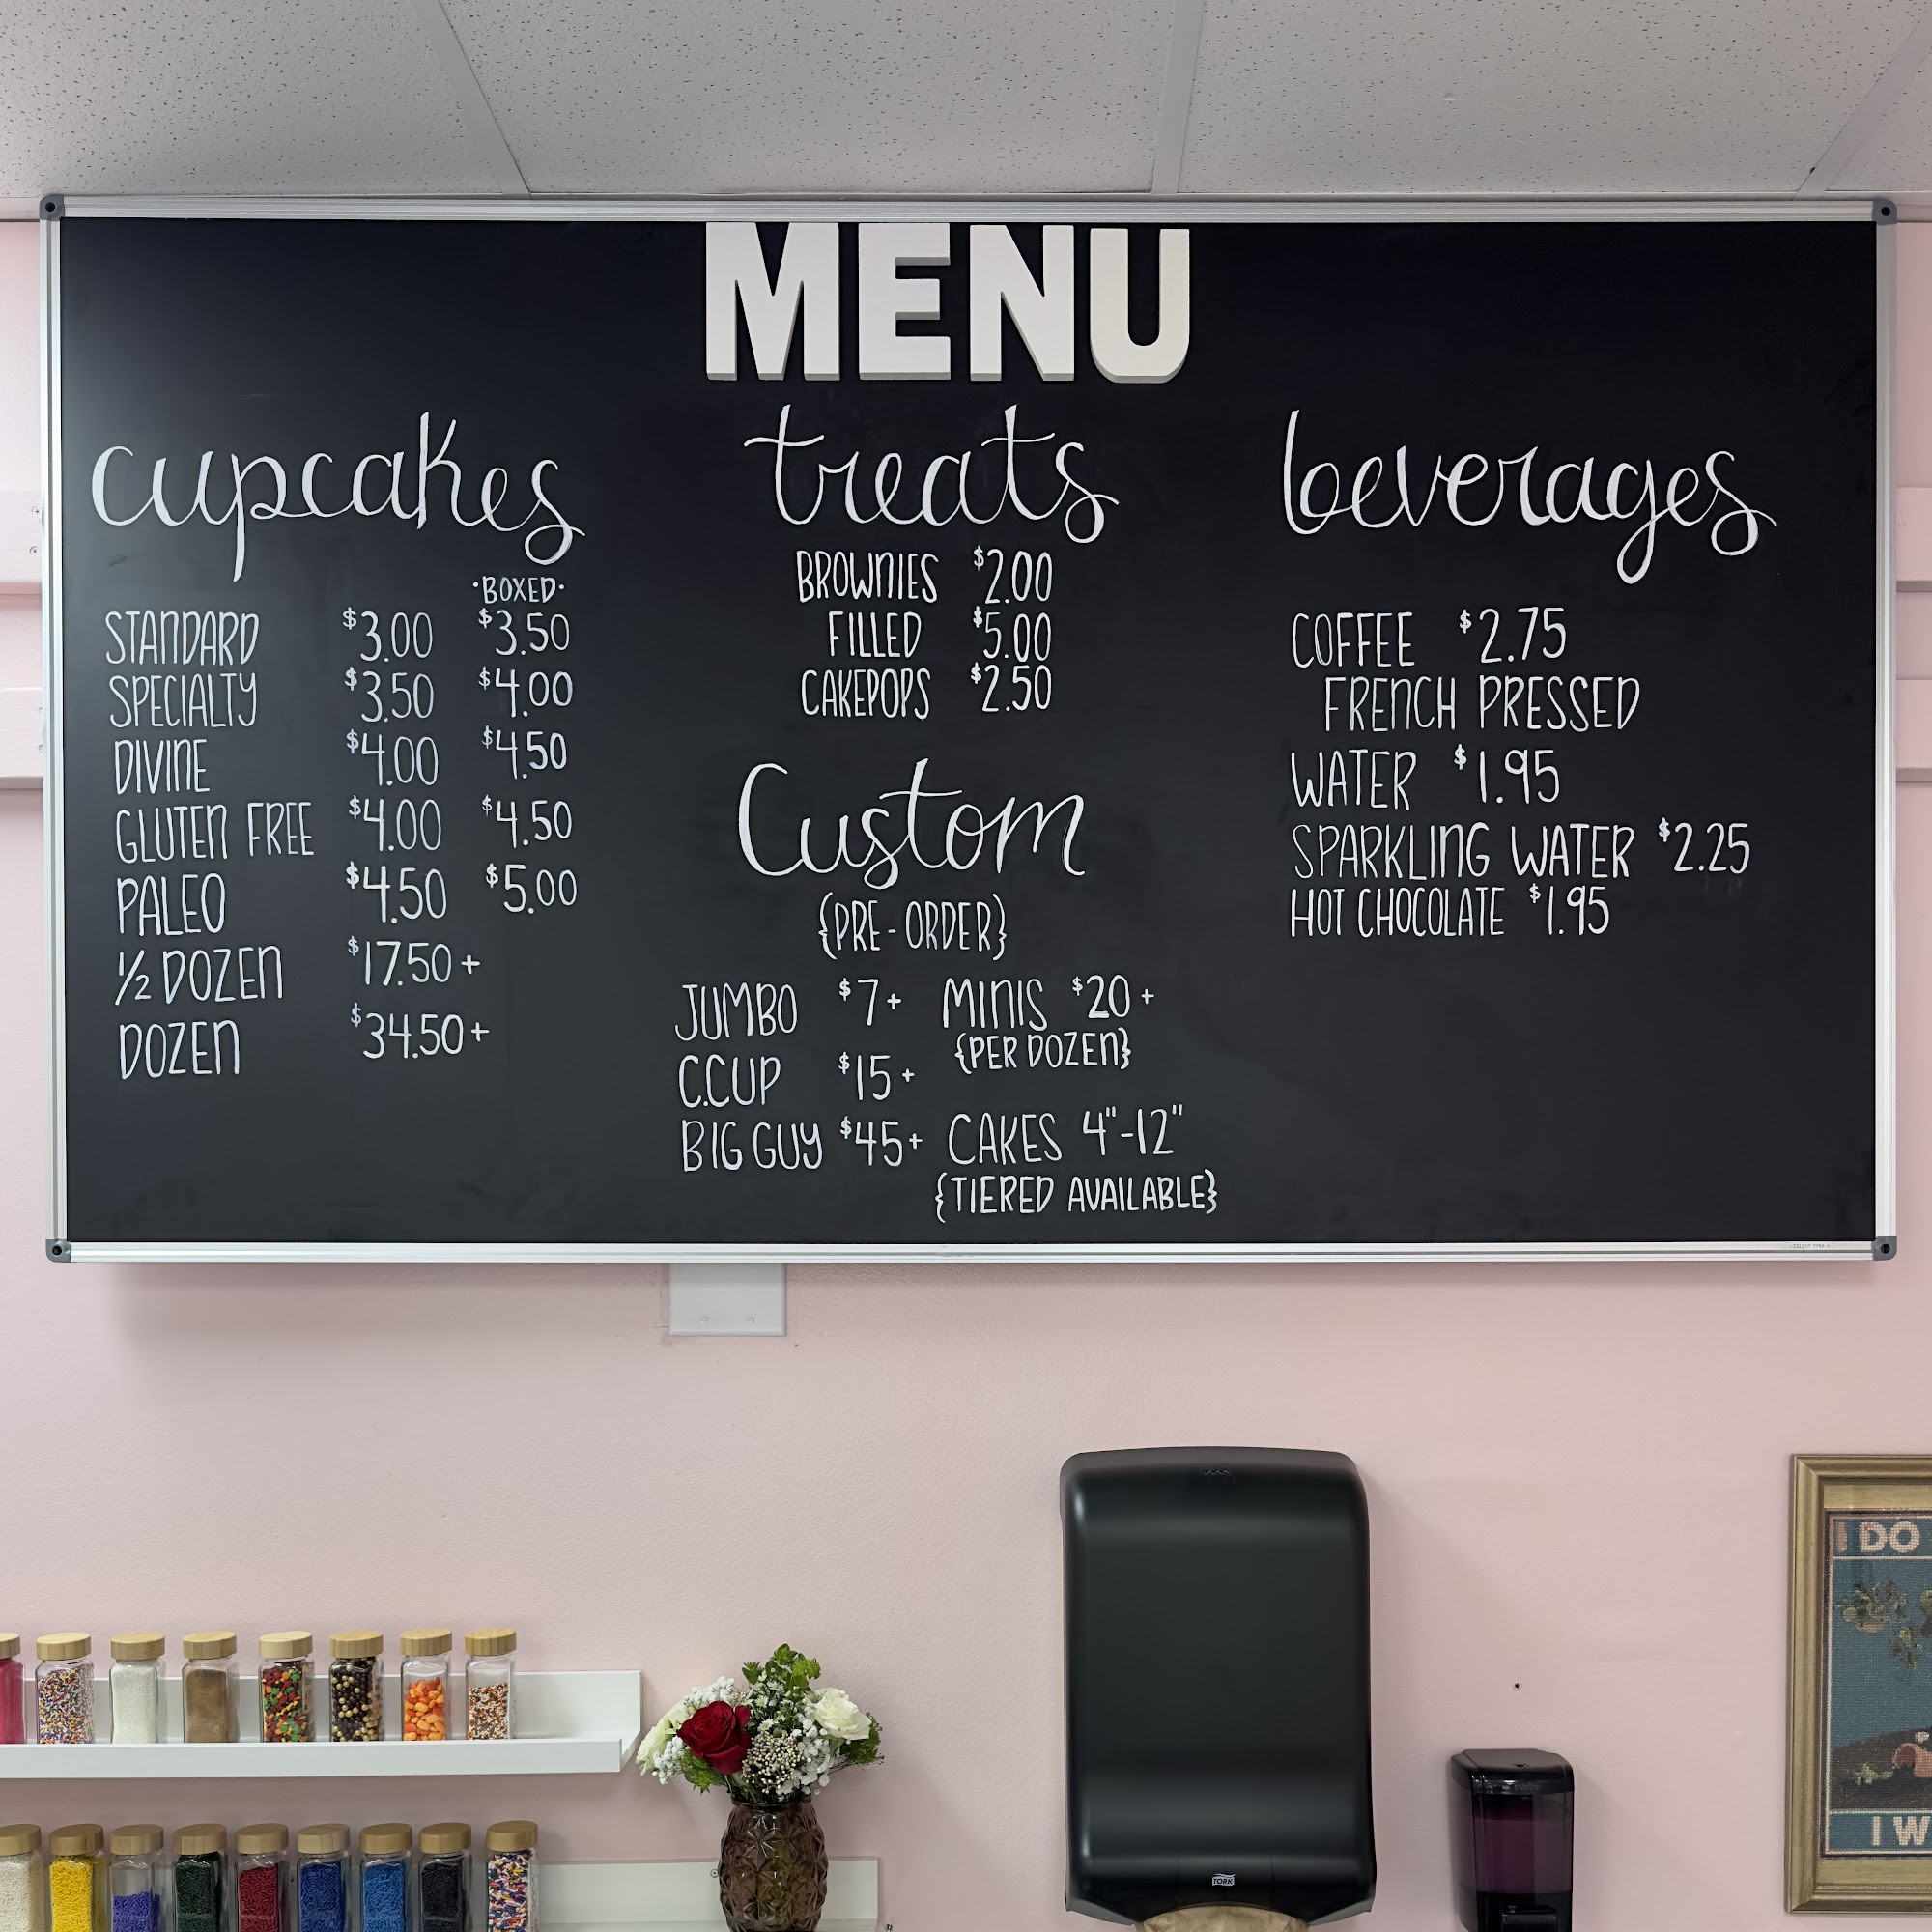 MENU
cupcakes
·BOXED·
STANDARD $3.00 $3.50
SPECIALTY $3.50 $4.00
DIVINE $4.00 $4.50
GLUTEN FREE $4.00 $4.50
PALEO $4.50 $5.00
1/2 DOZEN $17.50+
DOZEN $34.50+
treats
BROWNIES $2.00
FILLED $5.00
CAKEPOPS $2.50
Custom
{PRE-ORDER}
JUMBO $7+ MINIS $20+
{PER DOZEN}
C.CUP $15+
BIG GUY $45+ CAKES 4"-12"
{TIERED AVAILABLE}
beverages
COFFEE $2.75
FRENCH PRESSED
WATER $1.95
SPARKLING WATER $2.25
HOT CHOCOLATE $1.95
I DO
I W
TORK